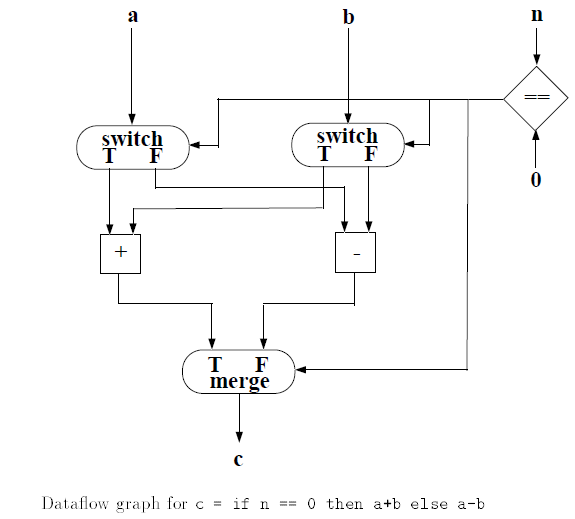 a b n
==
switch switch
T F T F
0
+ -
T F
merge
c
Dataflow graph for c = if n == 0 then a+b else a-b